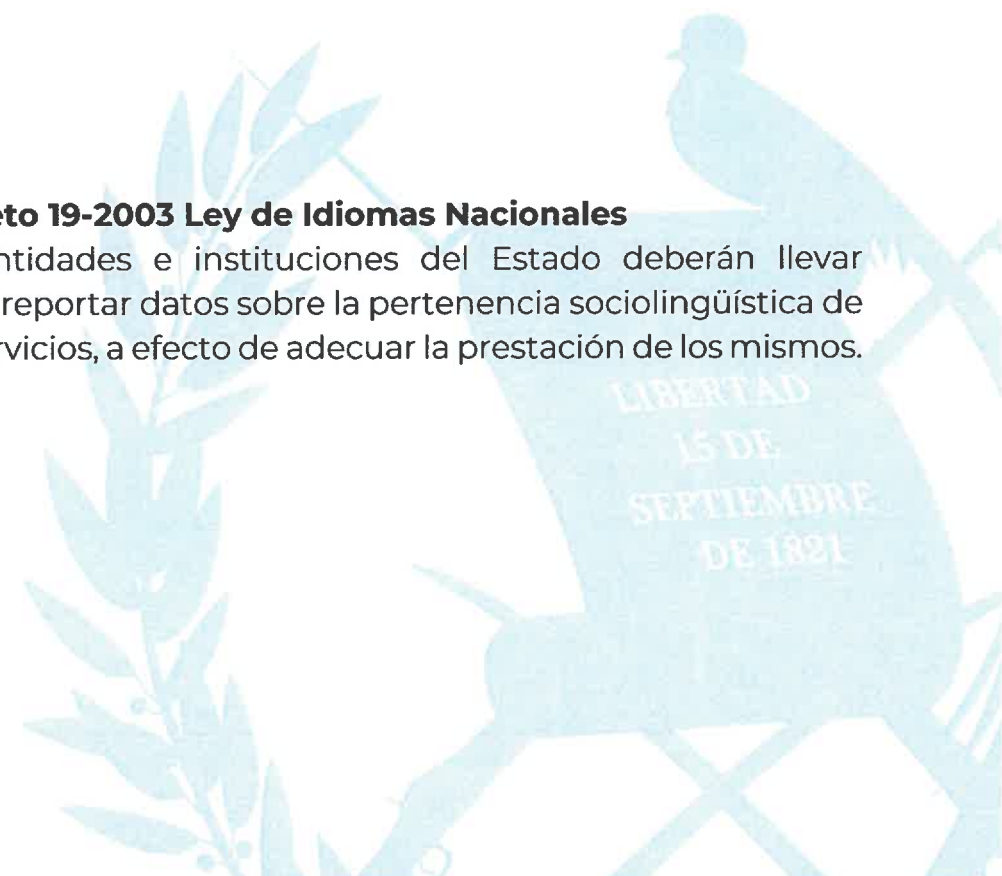 eto 19-2003 Ley de Idiomas Nacionales
ntidades e instituciones del Estado deberán llevar
reportar datos sobre la pertenencia sociolingüística de
rvicios, a efecto de adecuar la prestación de los mismos.
LIBERTAD
15 DE
SEPTIEMBRE
DE 1821